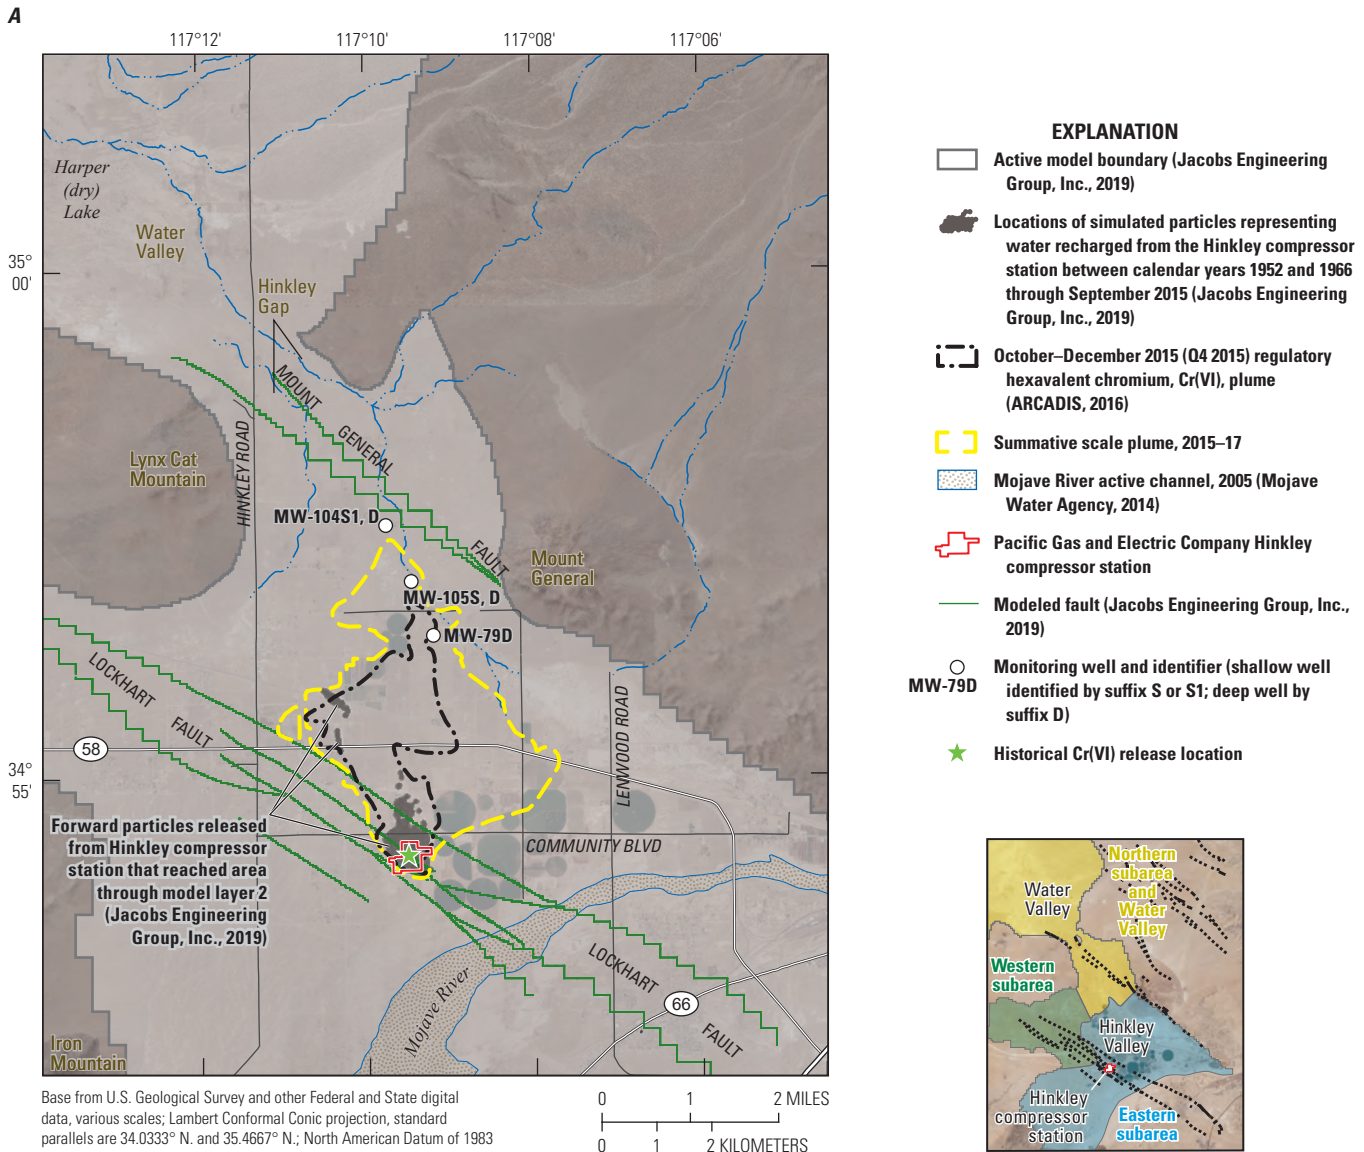 A
117°12'
117°10'
117°08'
117°06'
35°
00'
34°
55'
Harper
(dry)
Lake
Water
Valley
Hinkley
Gap
MOUNT
GENERAL
FAULT
HINKLEY ROAD
Lynx Cat
Mountain
MW-104S1, D
Mount
General
MW-105S, D
MW-79D
LOCKHART
FAULT
58
LENWOOD ROAD
Forward particles released
from Hinkley compressor
station that reached area
through model layer 2
(Jacobs Engineering
Group, Inc., 2019)
COMMUNITY BLVD
Mojave River
LOCKHART
FAULT
66
Iron
Mountain
Base from U.S. Geological Survey and other Federal and State digital
data, various scales; Lambert Conformal Conic projection, standard
parallels are 34.0333° N. and 35.4667° N.; North American Datum of 1983
0 1 2 MILES
0 1 2 KILOMETERS
EXPLANATION
Active model boundary (Jacobs Engineering
Group, Inc., 2019)
Locations of simulated particles representing
water recharged from the Hinkley compressor
station between calendar years 1952 and 1966
through September 2015 (Jacobs Engineering
Group, Inc., 2019)
October–December 2015 (Q4 2015) regulatory
hexavalent chromium, Cr(VI), plume
(ARCADIS, 2016)
Summative scale plume, 2015–17
Mojave River active channel, 2005 (Mojave
Water Agency, 2014)
Pacific Gas and Electric Company Hinkley
compressor station
Modeled fault (Jacobs Engineering Group, Inc.,
2019)
MW-79D
Monitoring well and identifier (shallow well
identified by suffix S or S1; deep well by
suffix D)
Historical Cr(VI) release location
Northern
subarea
and
Water
Valley
Water
Valley
Western
subarea
Hinkley
Valley
Hinkley
compressor
station
Eastern
subarea